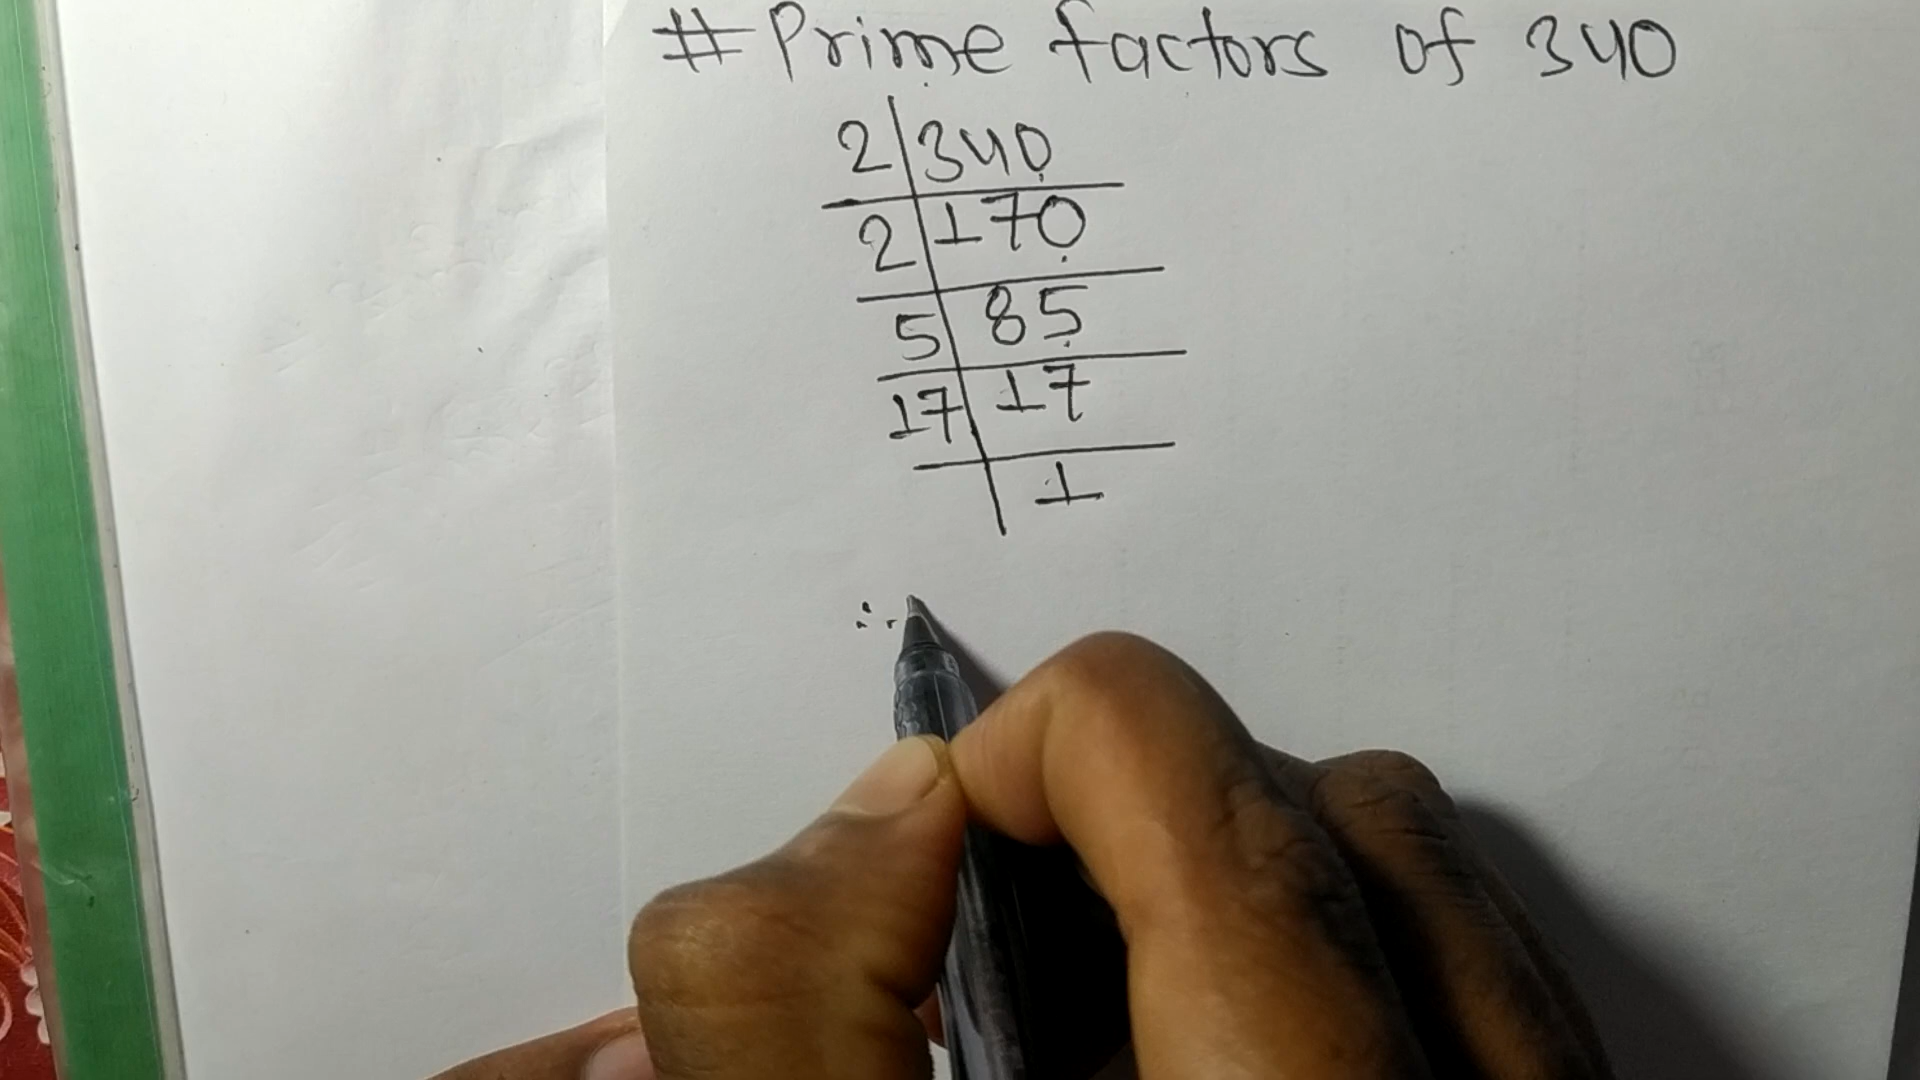 # Prime factors of 340
2 | 340
2 | 170
5 | 85
17 | 17
| 1
∴